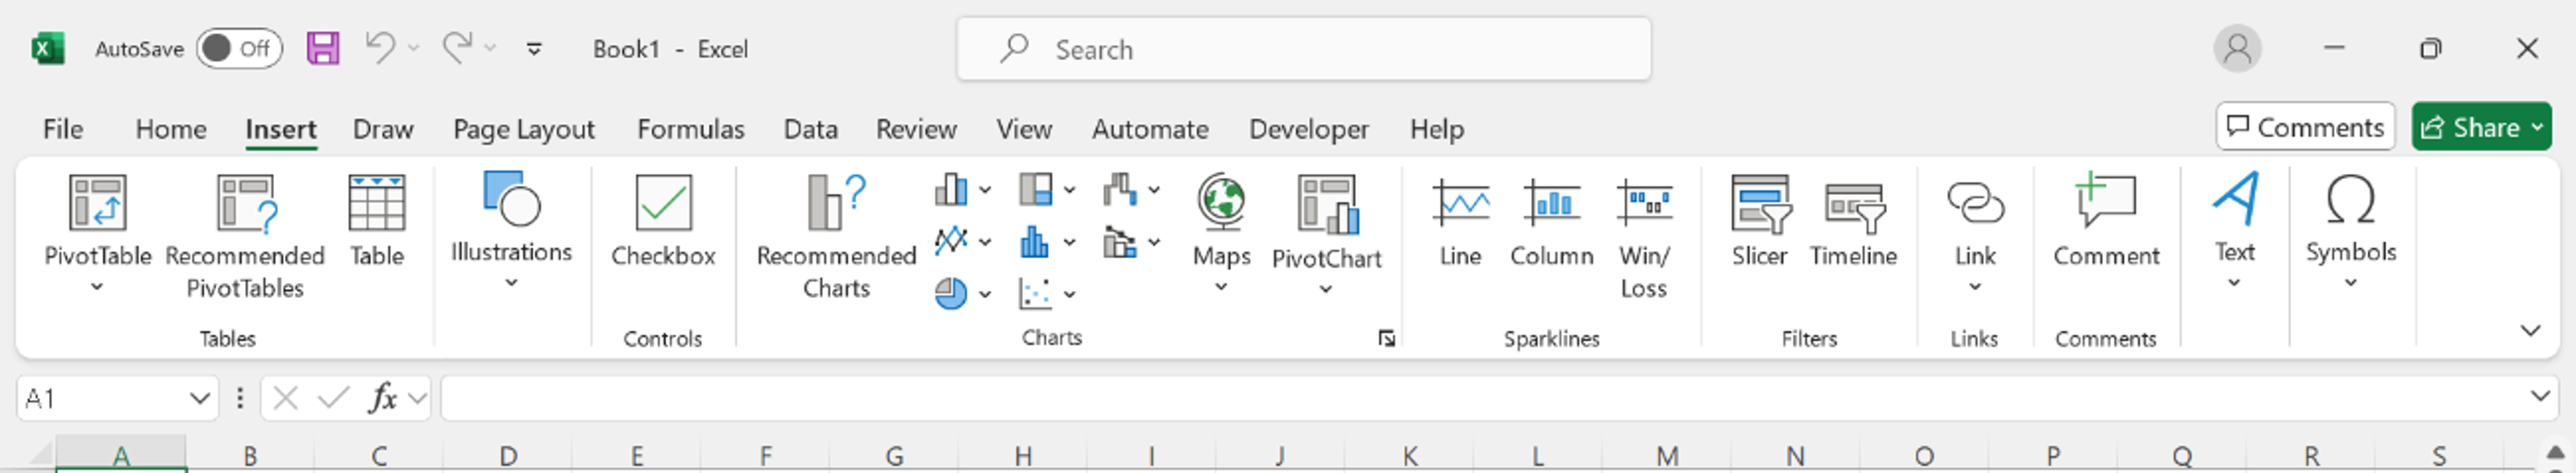 AutoSave Off Book1 - Excel Search
File Home Insert Draw Page Layout Formulas Data Review View Automate Developer Help Comments Share
PivotTable Recommended PivotTables Table
Tables
Illustrations
Checkbox
Controls
Recommended Charts Maps PivotChart
Charts
Line Column Win/ Loss
Sparklines
Slicer Timeline
Filters
Link
Links
Comment
Comments
Text
Symbols
A1 fx
A B C D E F G H I J K L M N O P Q R S